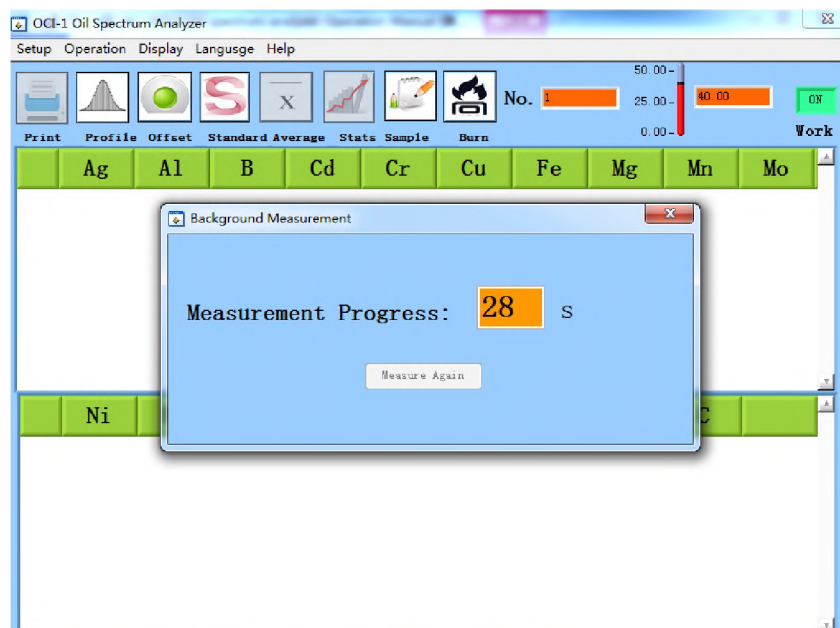 OCI-1 Oil Spectrum Analyzer
Setup Operation Display Langusge Help
No. 1
50.00
25.00
0.00
40.00
ON
Work
S
X
Print Profile Offset Standard Average Stats Sample Burn
Ag Al B Cd Cr Cu Fe Mg Mn Mo
Background Measurement
Measurement Progress: 28 S
Measure Again
Ni C